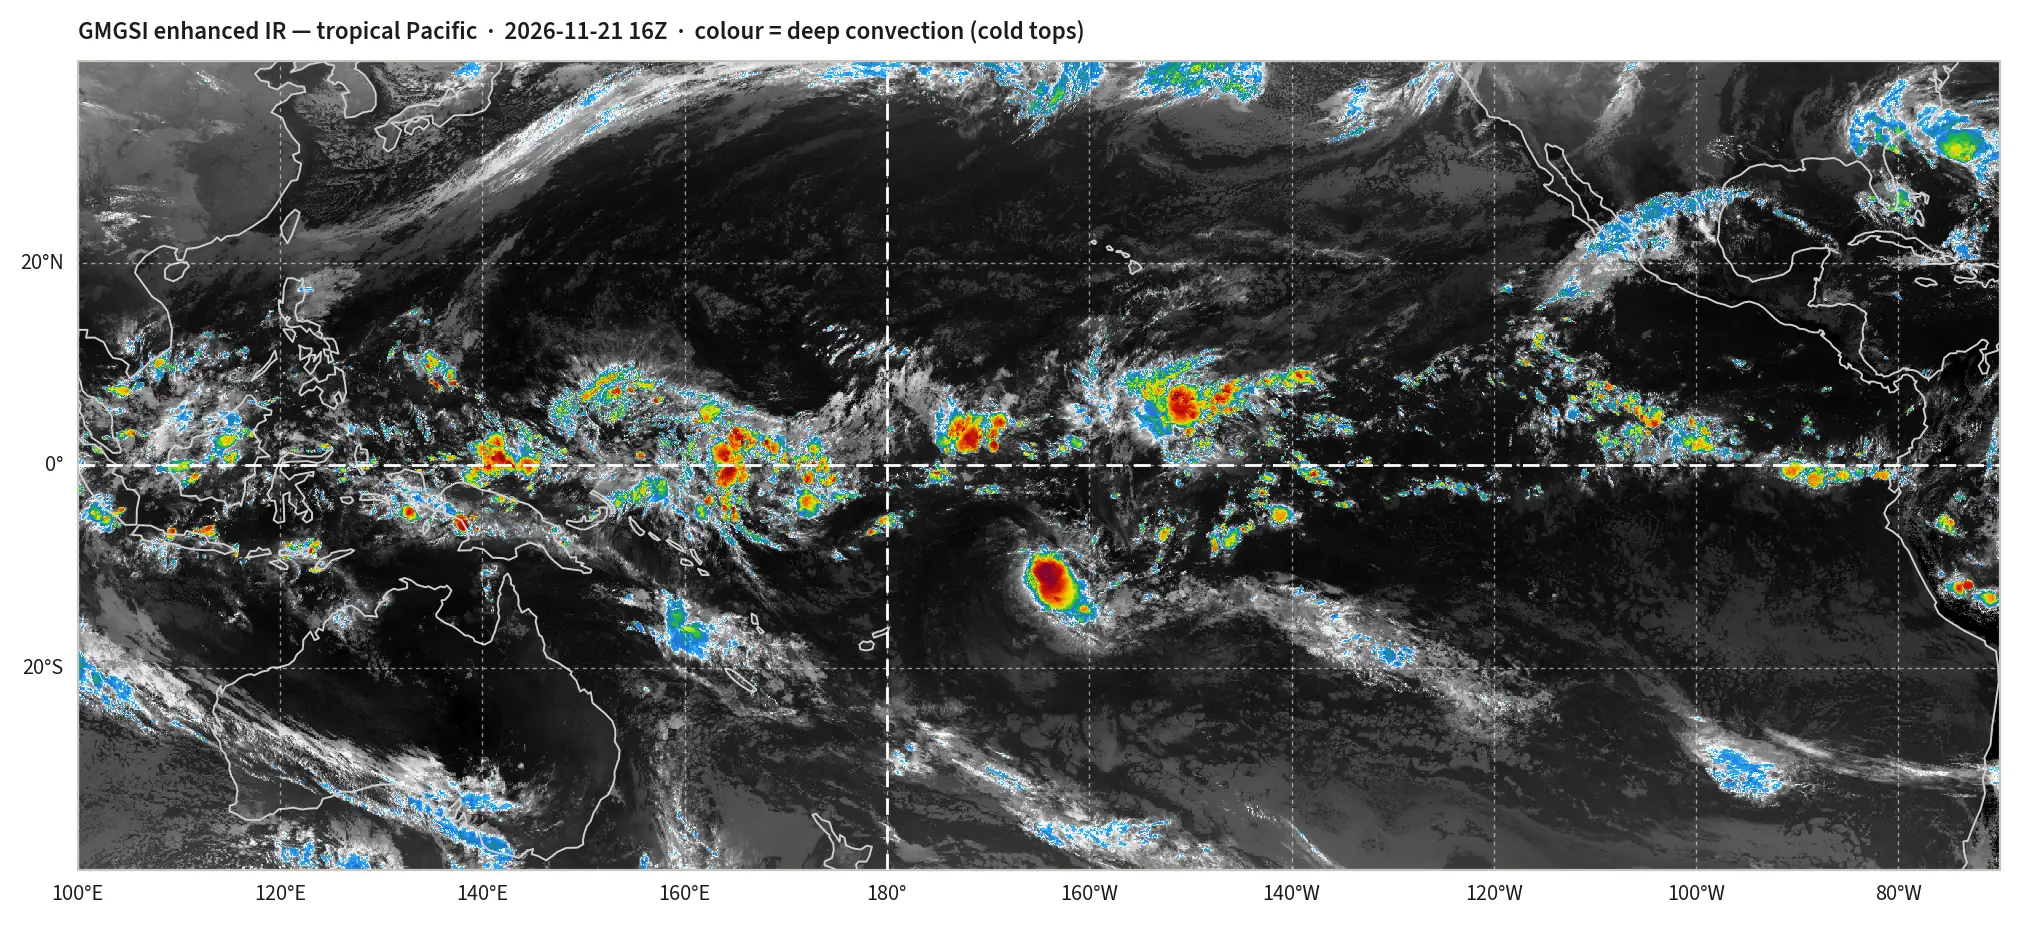 GMGSI enhanced IR — tropical Pacific · 2026-11-21 16Z · colour = deep convection (cold tops)
20°N
0°
20°S
100°E 120°E 140°E 160°E 180° 160°W 140°W 120°W 100°W 80°W